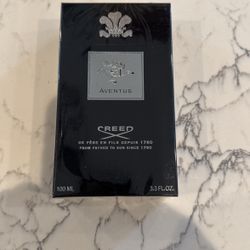 AVENTUS
CREED
DE PÈRE EN FILS DEPUIS 1760
FROM FATHER TO SON SINCE 1760
100 ML 3.3 FL.OZ.